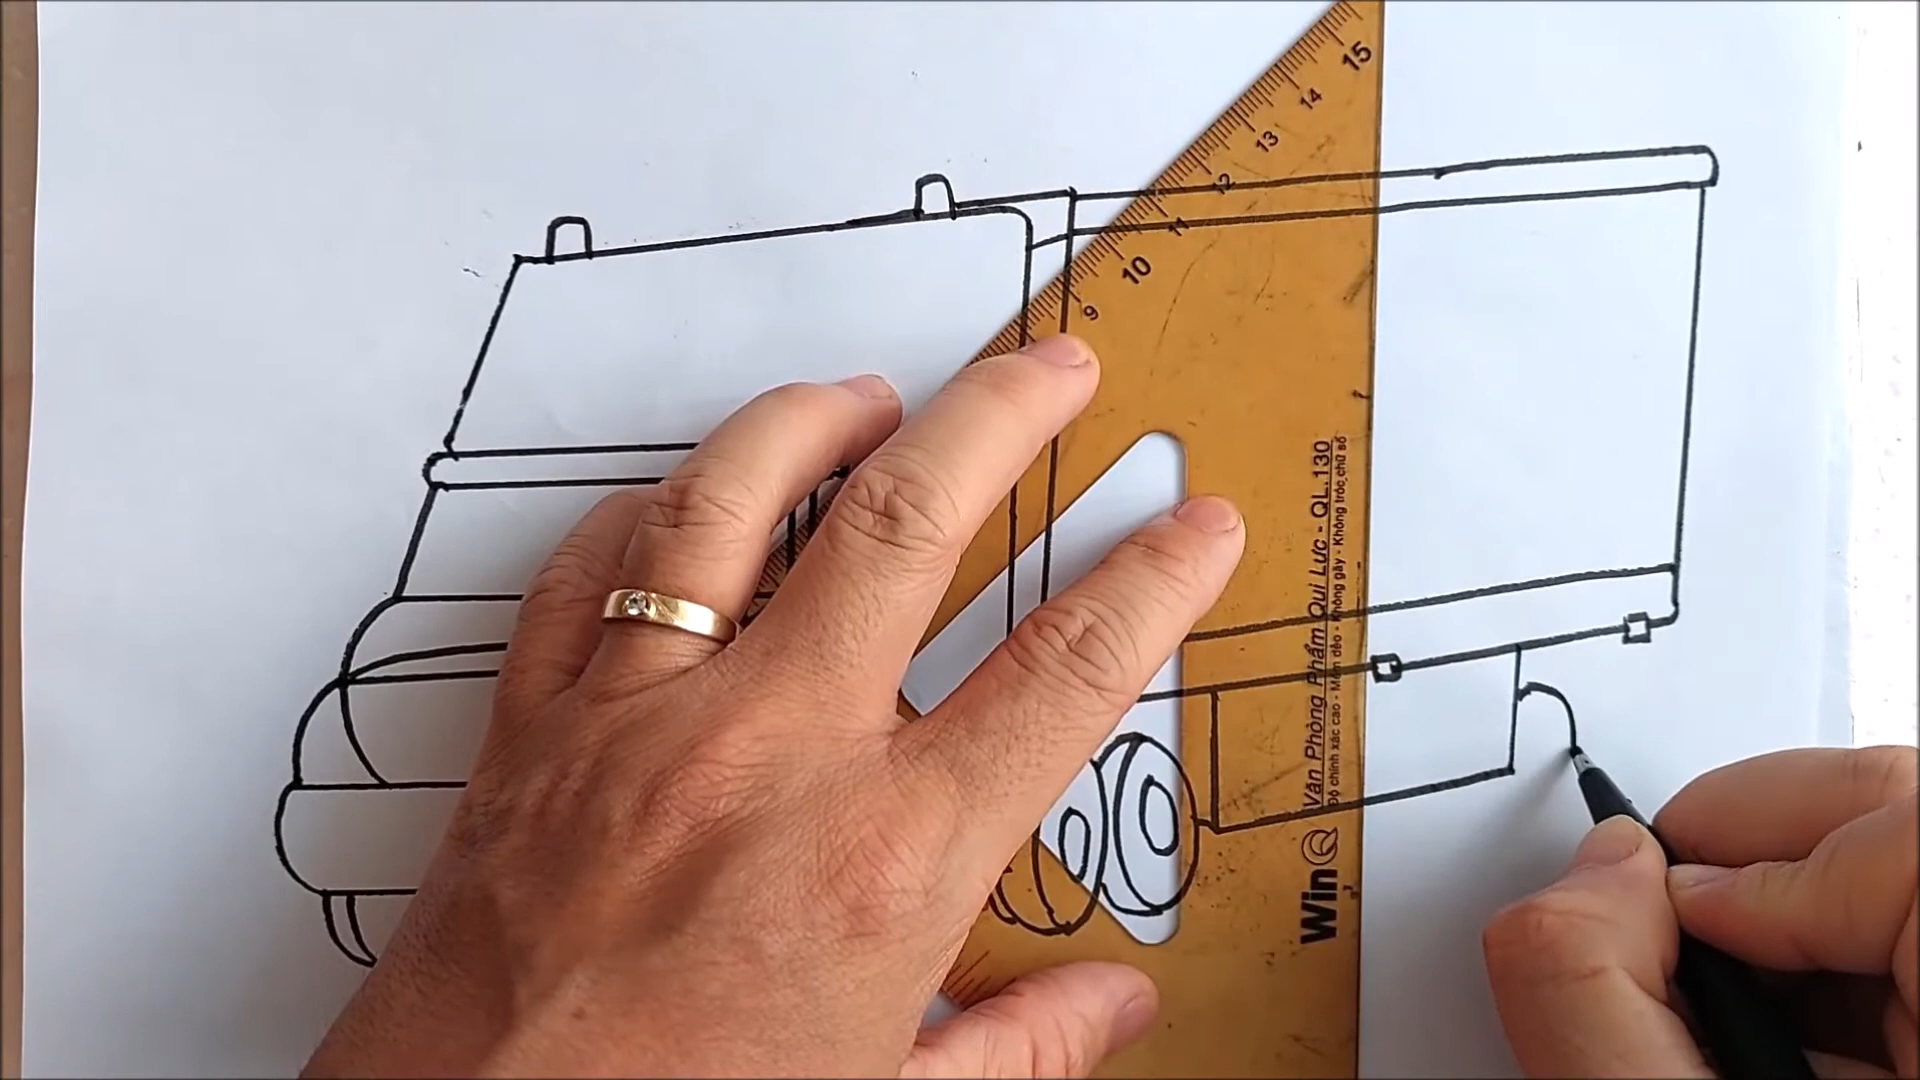 15
14
13
12
11
10
9
Văn Phòng Phẩm Qui Lực - QL.130
Độ chính xác cao - Mềm dẻo - Không gãy - Không tróc chữ số
WinQ